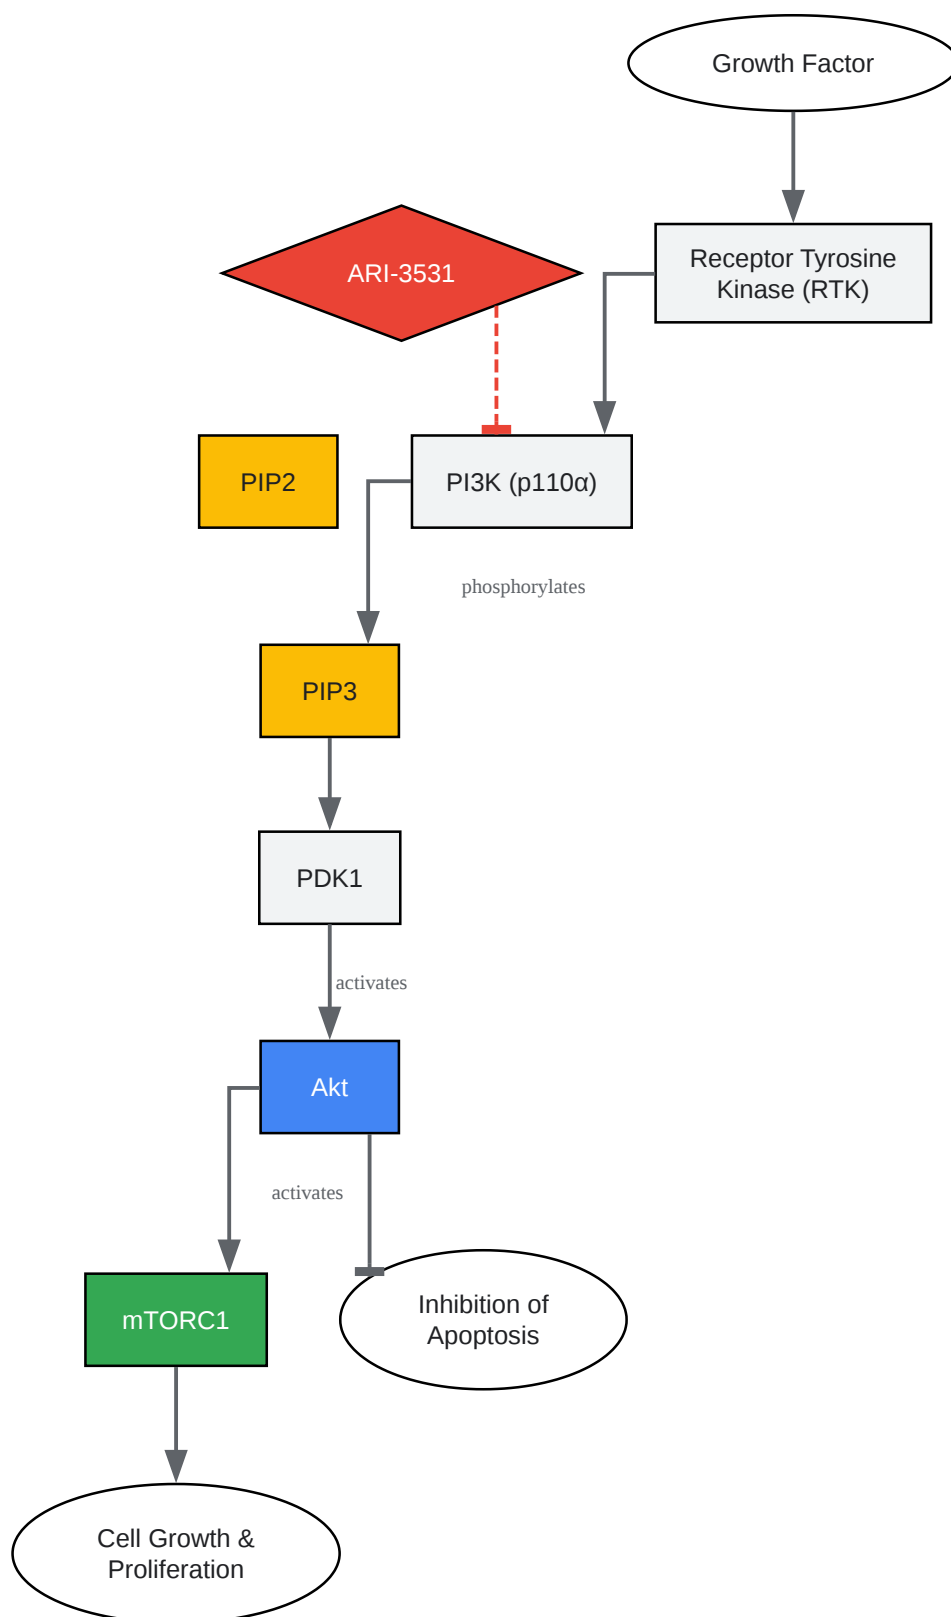 Growth Factor
Receptor Tyrosine
Kinase (RTK)
ARI-3531
PIP2
PI3K (p110α)
phosphorylates
PIP3
PDK1
activates
Akt
activates
Inhibition of
Apoptosis
mTORC1
Cell Growth &
Proliferation